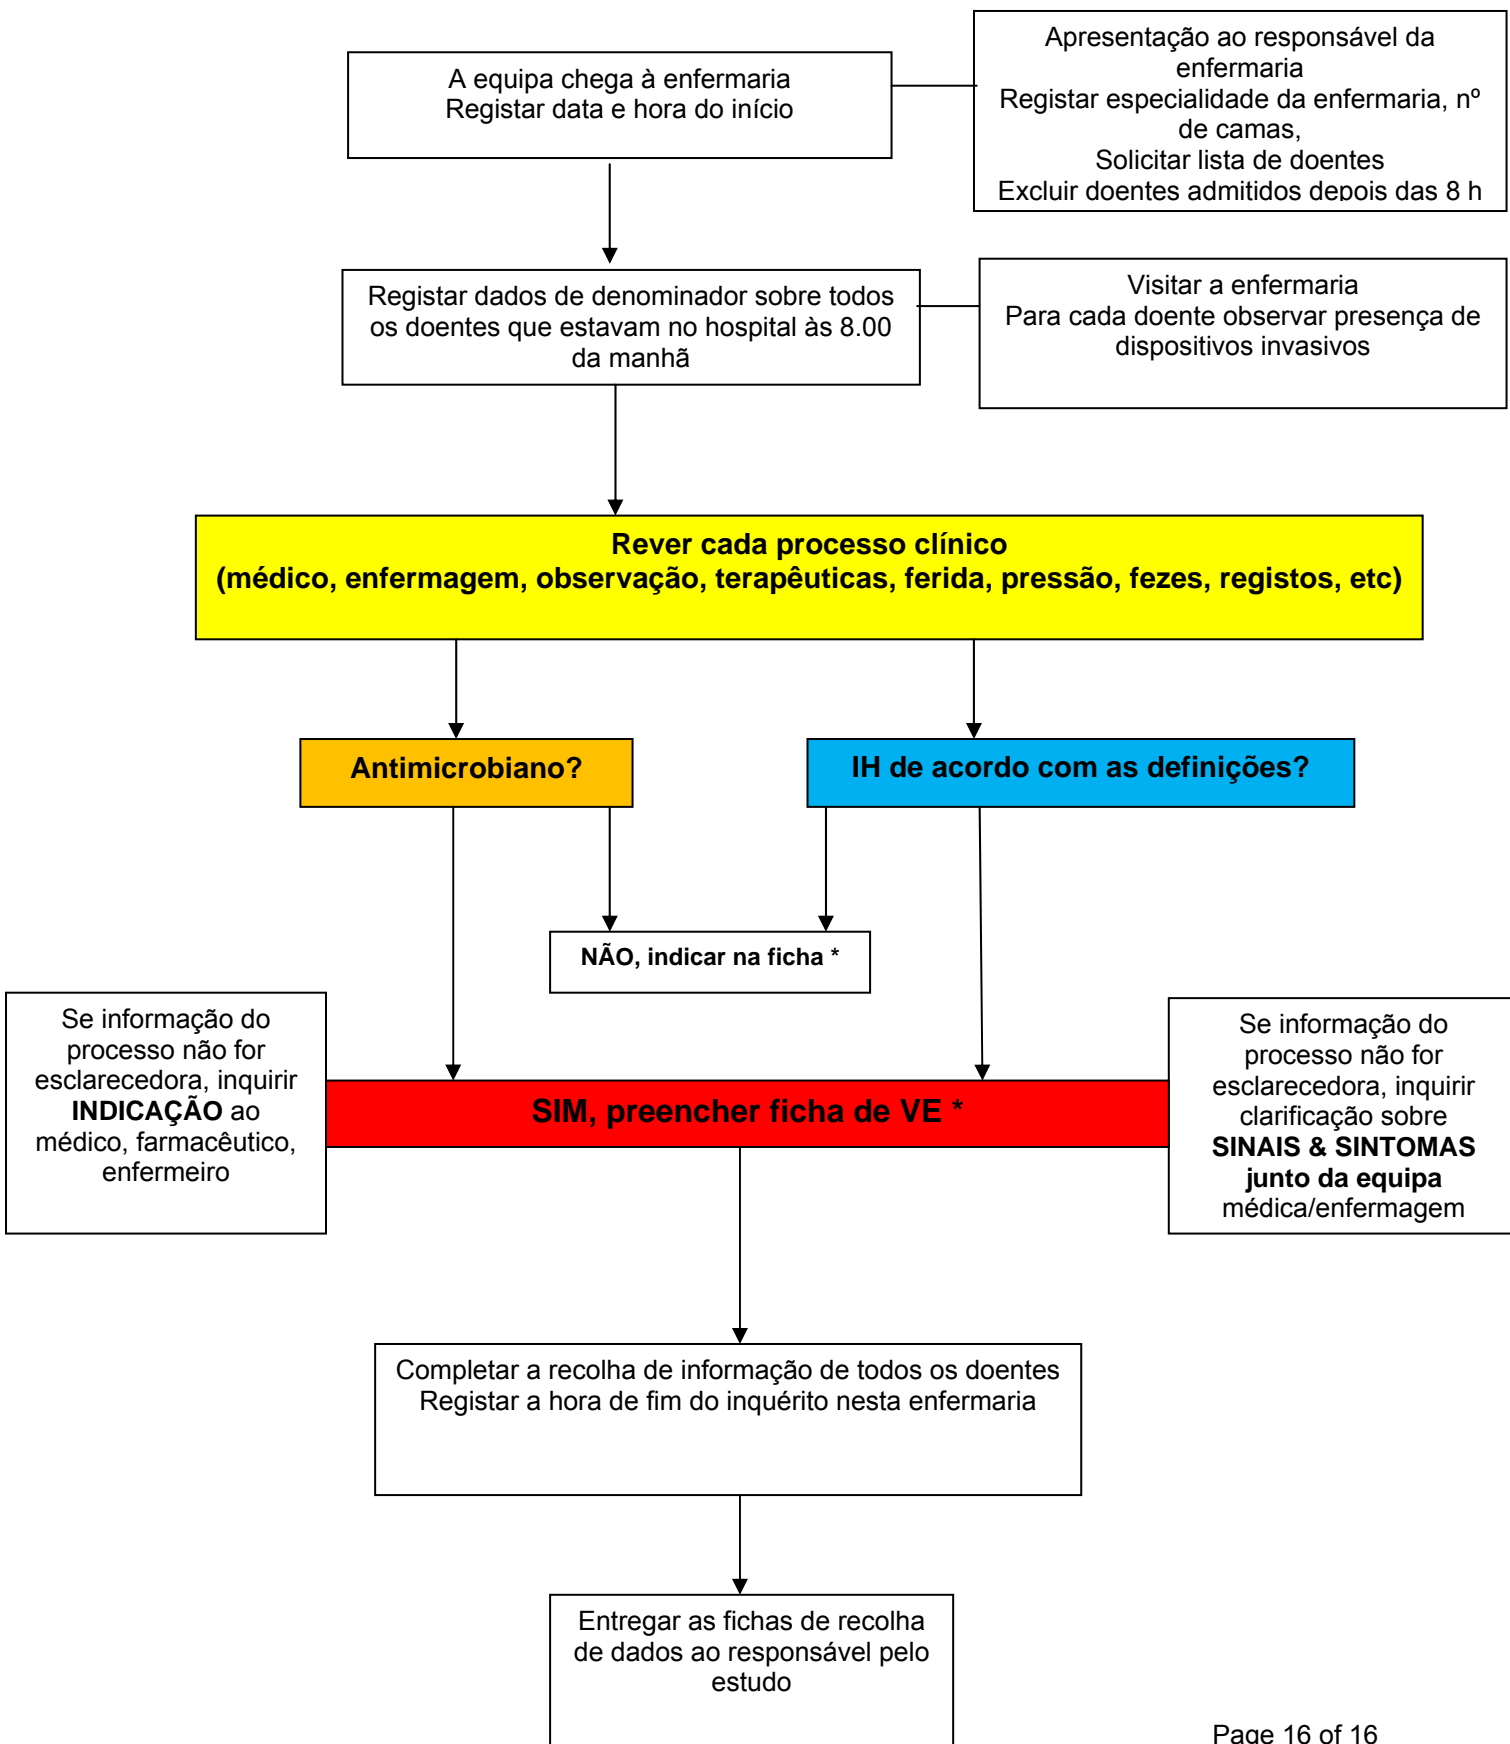 A equipa chega à enfermaria
Registar data e hora do início
Apresentação ao responsável da
enfermaria
Registar especialidade da enfermaria, nº
de camas,
Solicitar lista de doentes
Excluir doentes admitidos depois das 8 h
Registar dados de denominador sobre todos
os doentes que estavam no hospital às 8.00
da manhã
Visitar a enfermaria
Para cada doente observar presença de
dispositivos invasivos
Rever cada processo clínico
(médico, enfermagem, observação, terapêuticas, ferida, pressão, fezes, registos, etc)
Antimicrobiano?
IH de acordo com as definições?
NÃO, indicar na ficha *
Se informação do
processo não for
esclarecedora, inquirir
INDICAÇÃO ao
médico, farmacêutico,
enfermeiro
SIM, preencher ficha de VE *
Se informação do
processo não for
esclarecedora, inquirir
clarificação sobre
SINAIS & SINTOMAS
junto da equipa
médica/enfermagem
Completar a recolha de informação de todos os doentes
Registar a hora de fim do inquérito nesta enfermaria
Entregar as fichas de recolha
de dados ao responsável pelo
estudo
Page 16 of 16